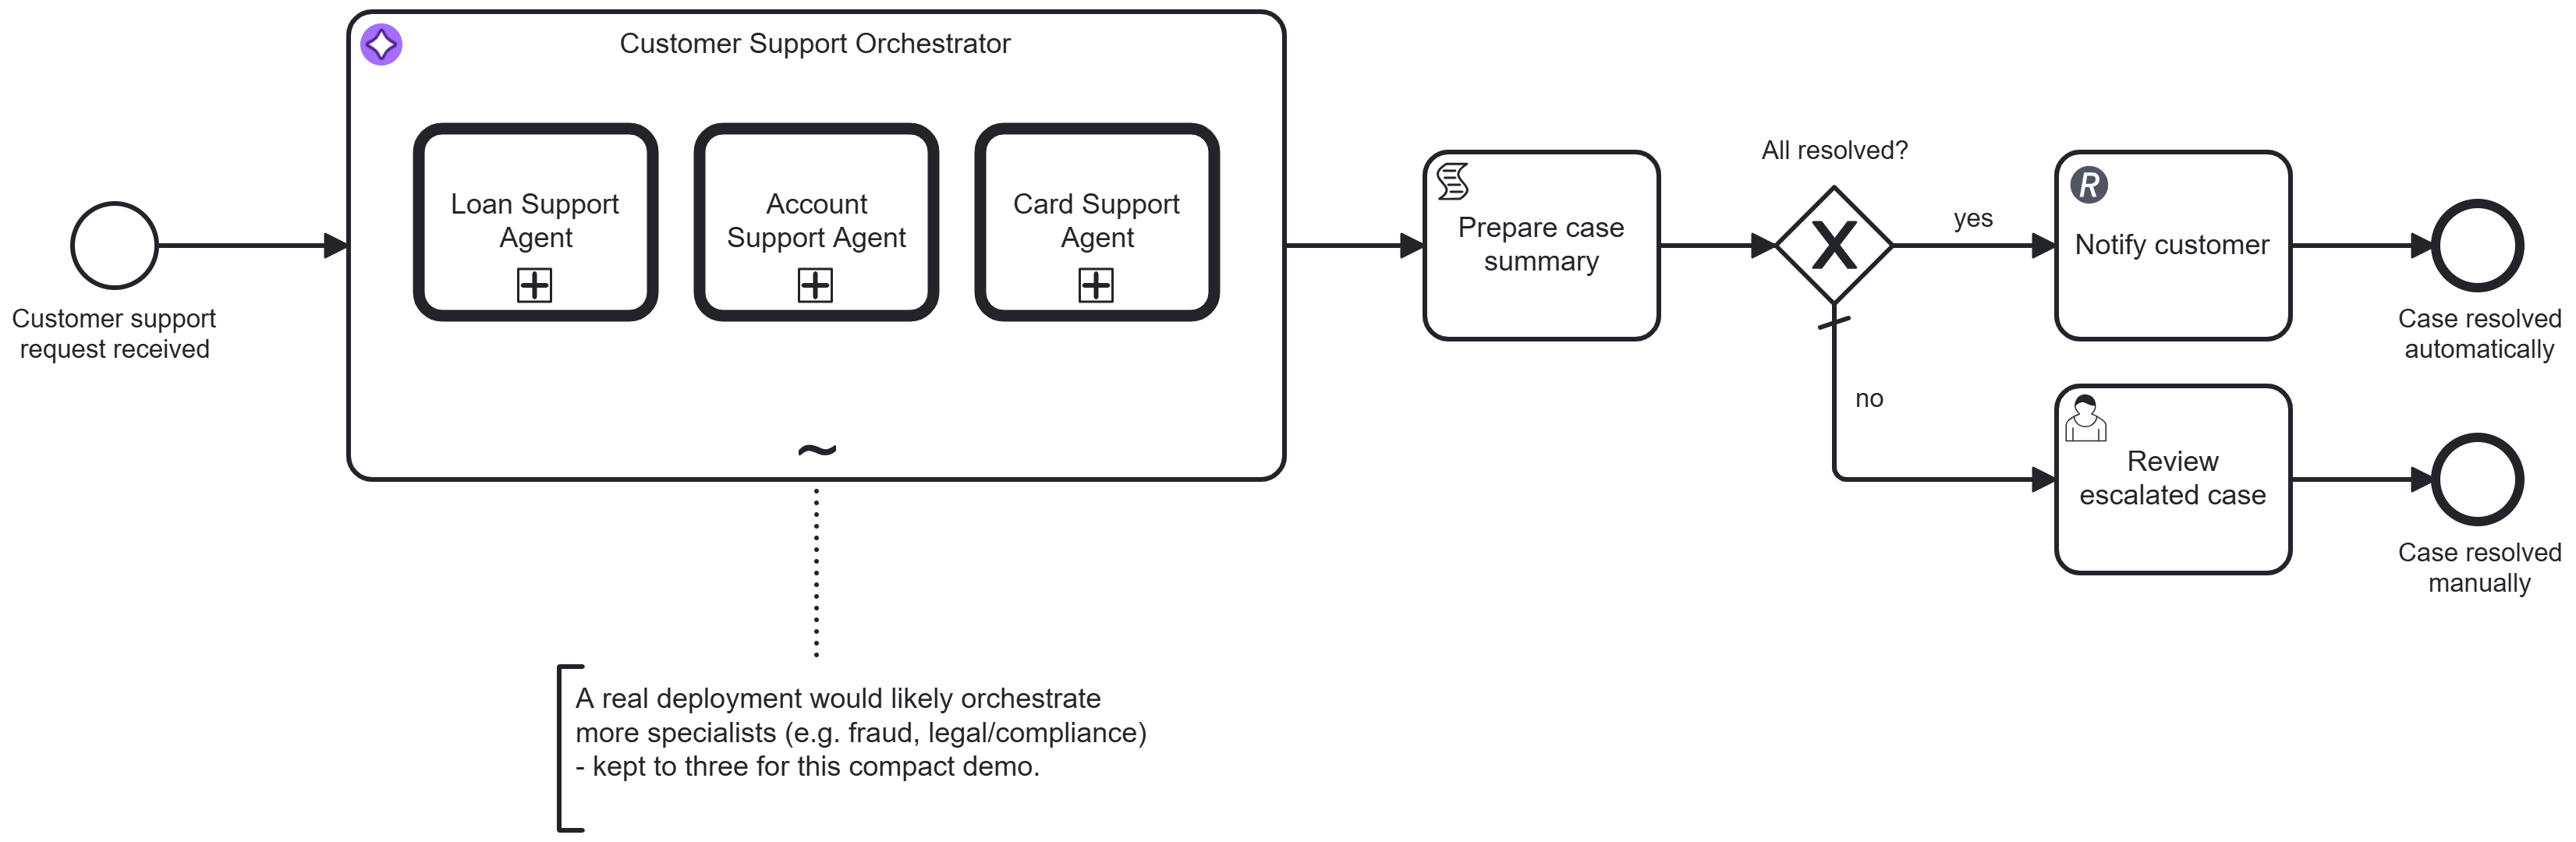 Customer Support Orchestrator
Loan Support
Agent
Account
Support Agent
Card Support
Agent
Customer support
request received
Prepare case
summary
All resolved?
yes
no
Notify customer
Case resolved
automatically
Review
escalated case
Case resolved
manually
A real deployment would likely orchestrate
more specialists (e.g. fraud, legal/compliance)
- kept to three for this compact demo.